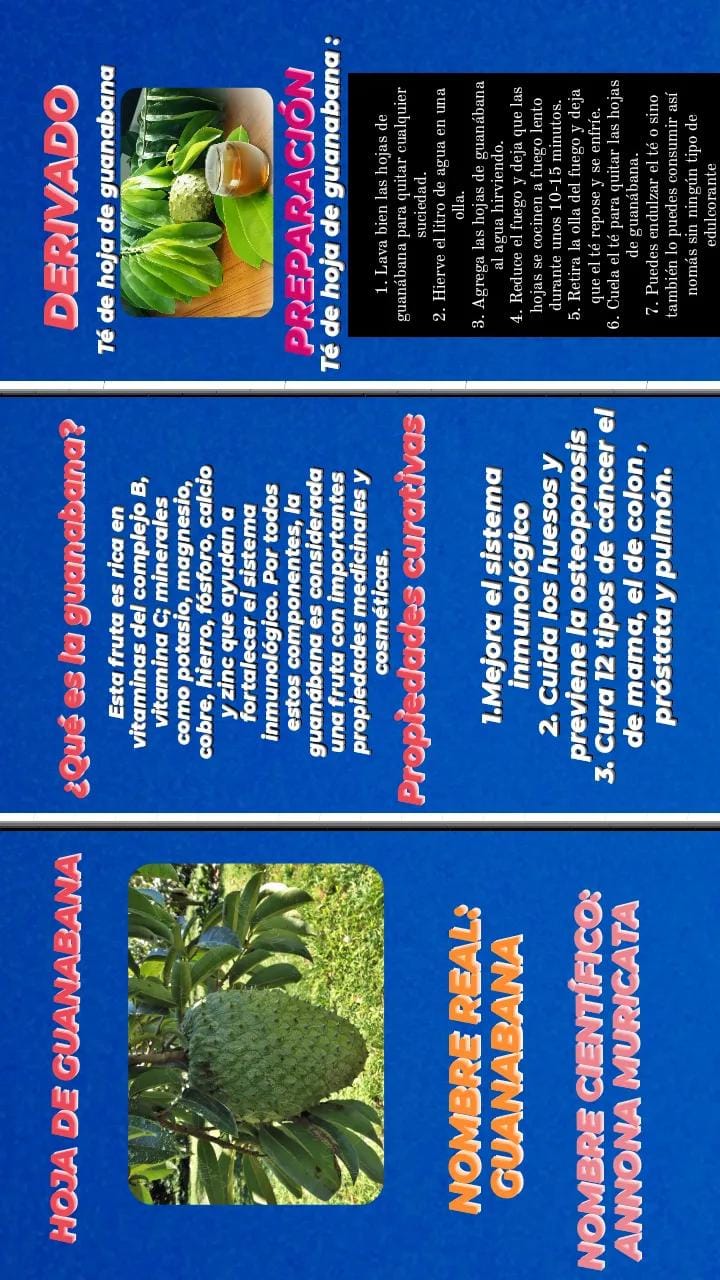 HOJA DE GUANABANA
NOMBRE REAL:
GUANABANA
NOMBRE CIENTÍFICO:
ANNONA MURICATA
¿Qué es la guanabana?
Esta fruta es rica en
vitaminas del complejo B,
vitamina C; minerales
como potasio, magnesio,
cobre, hierro, fósforo, calcio
y zinc que ayudan a
fortalecer el sistema
inmunológico. Por todos
estos componentes, la
guanábana es considerada
una fruta con importantes
propiedades medicinales y
cosméticas.
Propiedades curativas
1.Mejora el sistema
inmunológico
2. Cuida los huesos y
previene la osteoporosis
3. Cura 12 tipos de cáncer el
de mama, el de colon ,
próstata y pulmón.
DERIVADO
Té de hoja de guanabana
PREPARACIÓN
Té de hoja de guanabana :
1. Lava bien las hojas de
guanábana para quitar cualquier
suciedad.
2. Hierve el litro de agua en una
olla.
3. Agrega las hojas de guanábana
al agua hirviendo.
4. Reduce el fuego y deja que las
hojas se cocinen a fuego lento
durante unos 10-15 minutos.
5. Retira la olla del fuego y deja
que el té repose y se enfríe.
6. Cuela el té para quitar las hojas
de guanábana.
7. Puedes endulzar el té o sino
también lo puedes consumir así
nomás sin ningún tipo de
edulcorante